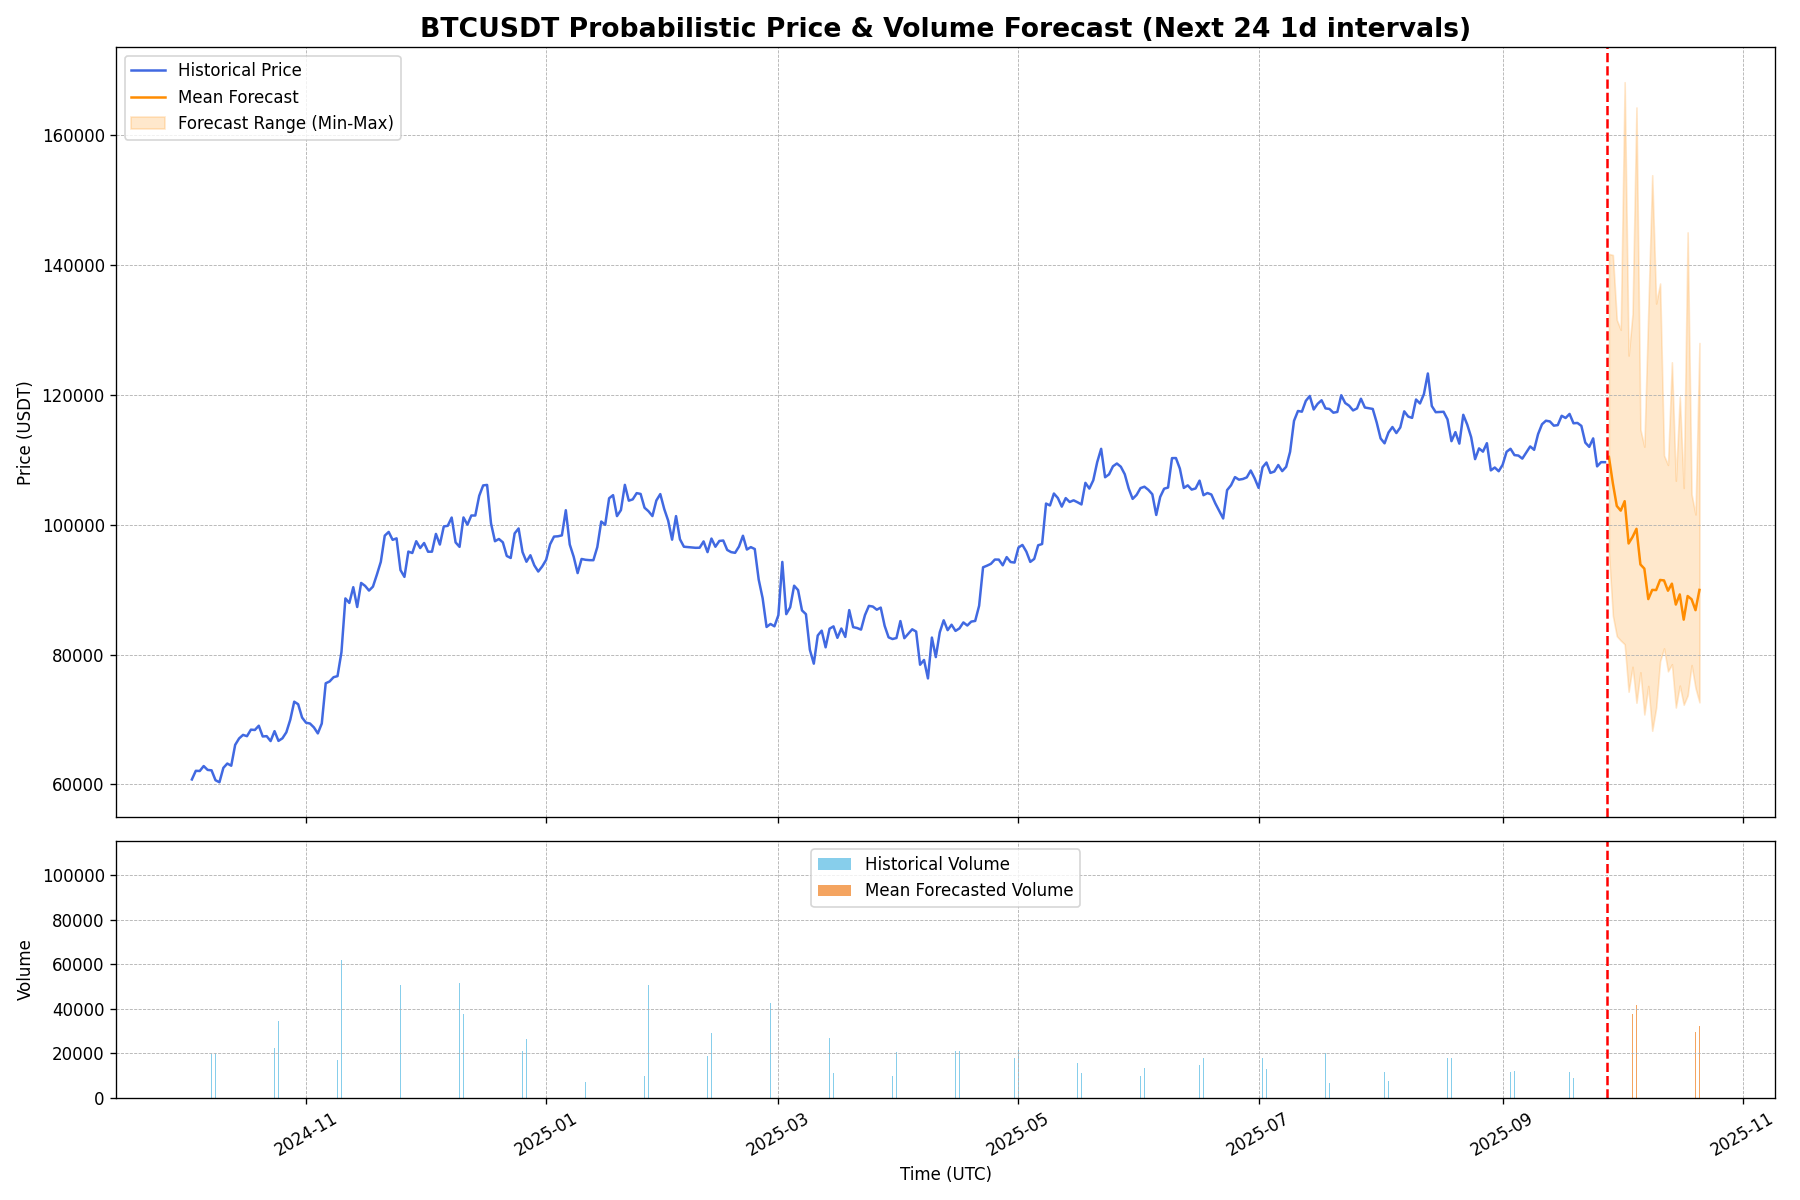 BTCUSDT Probabilistic Price & Volume Forecast (Next 24 1d intervals)
Historical Price
Mean Forecast
Forecast Range (Min-Max)
Price (USDT)
160000
140000
120000
100000
80000
60000
Historical Volume
Mean Forecasted Volume
Volume
100000
80000
60000
40000
20000
0
2024-11
2025-01
2025-03
2025-05
2025-07
2025-09
2025-11
Time (UTC)